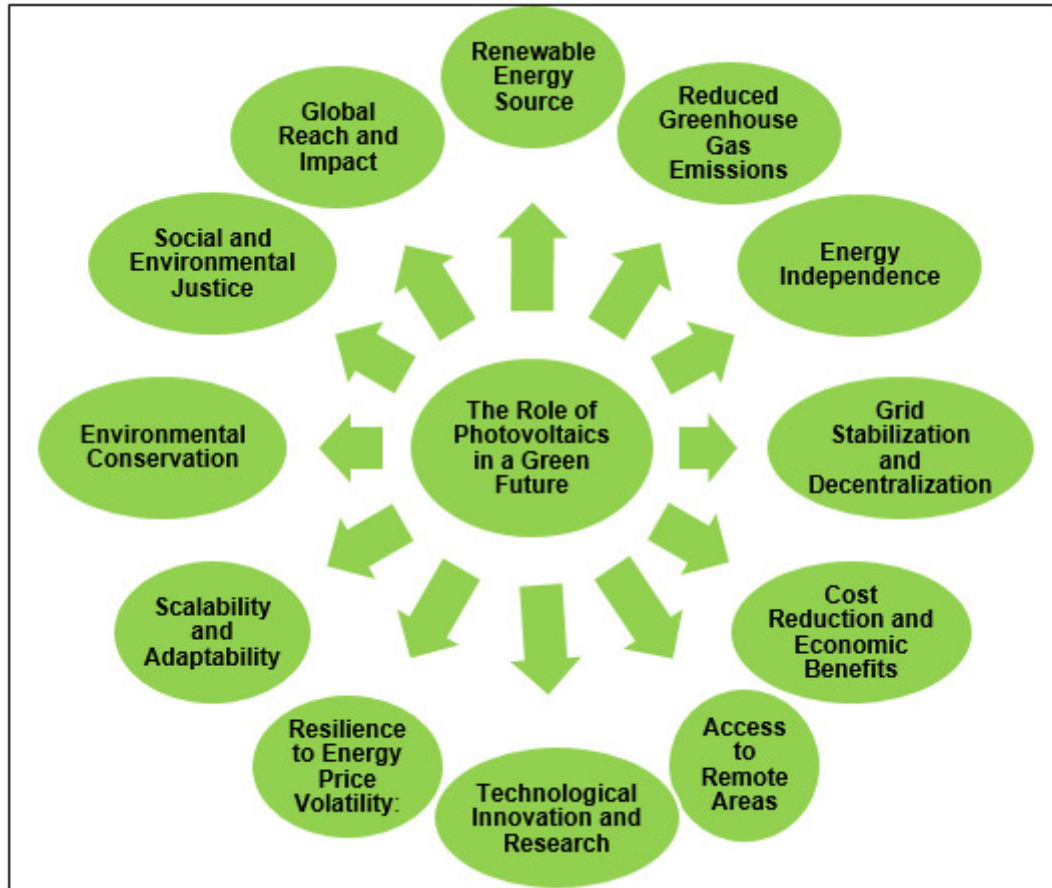 Renewable
Energy
Source
Reduced
Greenhouse
Gas
Emissions
Energy
Independence
Grid
Stabilization
and
Decentralization
Cost
Reduction and
Economic
Benefits
Access
to
Remote
Areas
Technological
Innovation and
Research
Resilience
to Energy
Price
Volatility:
Scalability
and
Adaptability
Environmental
Conservation
Social and
Environmental
Justice
Global
Reach and
Impact
The Role of
Photovoltaics
in a Green
Future